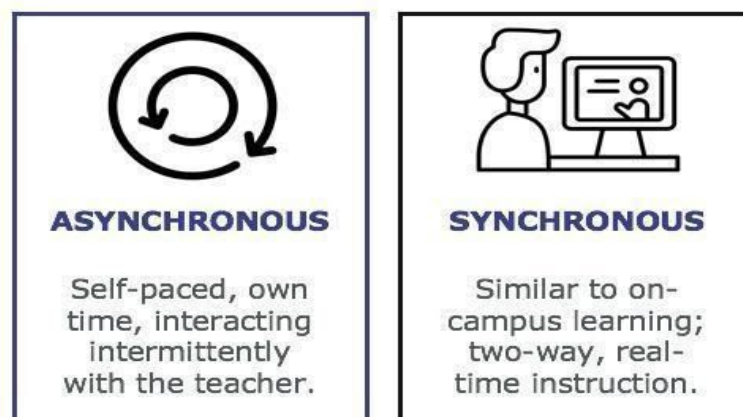 ASYNCHRONOUS
Self-paced, own
time, interacting
intermittently
with the teacher.
SYNCHRONOUS
Similar to on-
campus learning;
two-way, real-
time instruction.